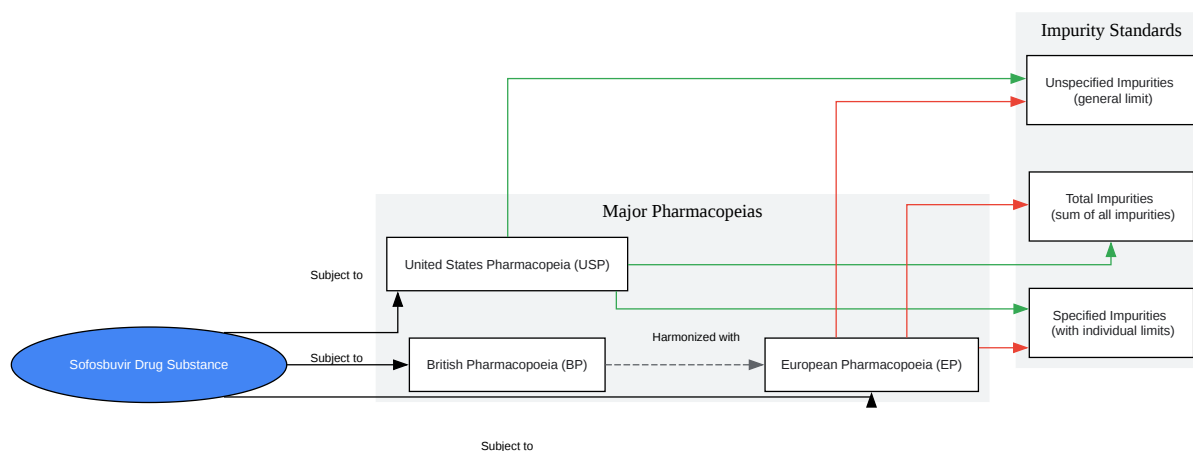 Impurity Standards
Unspecified Impurities
(general limit)
Total Impurities
(sum of all impurities)
Major Pharmacopeias
United States Pharmacopeia (USP)
Subject to
Specified Impurities
(with individual limits)
Harmonized with
Sofosbuvir Drug Substance
Subject to
British Pharmacopoeia (BP)
European Pharmacopoeia (EP)
Subject to